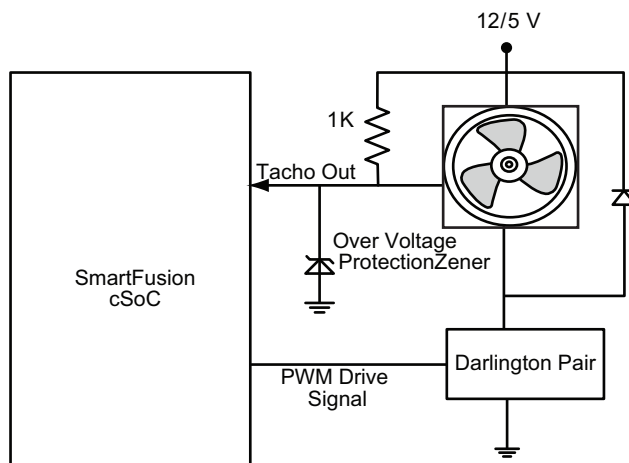 12/5 V
1K
Tacho Out
Over Voltage
ProtectionZener
SmartFusion
cSoC
Darlington Pair
PWM Drive
Signal